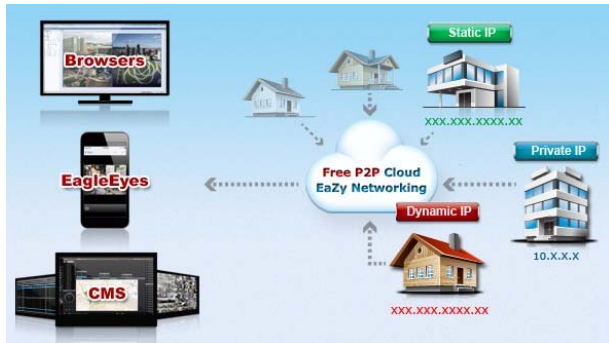 Browsers
EagleEyes
CMS
Free P2P Cloud
EaZy Networking
Static IP
XXX.XXX.XXXX.XX
Private IP
10.X.X.X
Dynamic IP
XXX.XXX.XXXX.XX